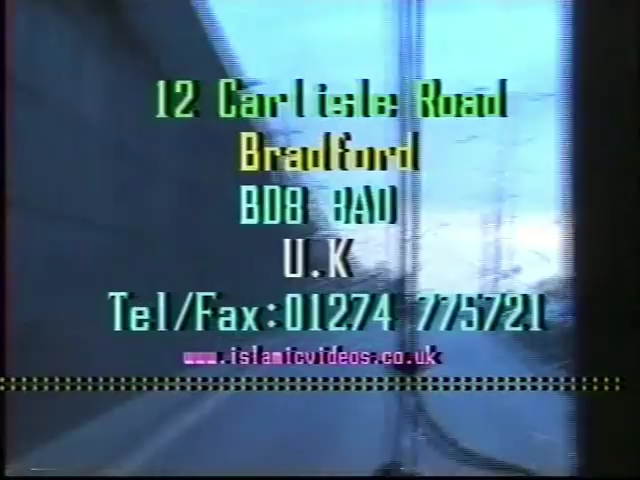 12 Carlisle Road
Bradford
BD8 8AD
U.K
Tel/Fax:01274 775721
www.islamicvideos.co.uk